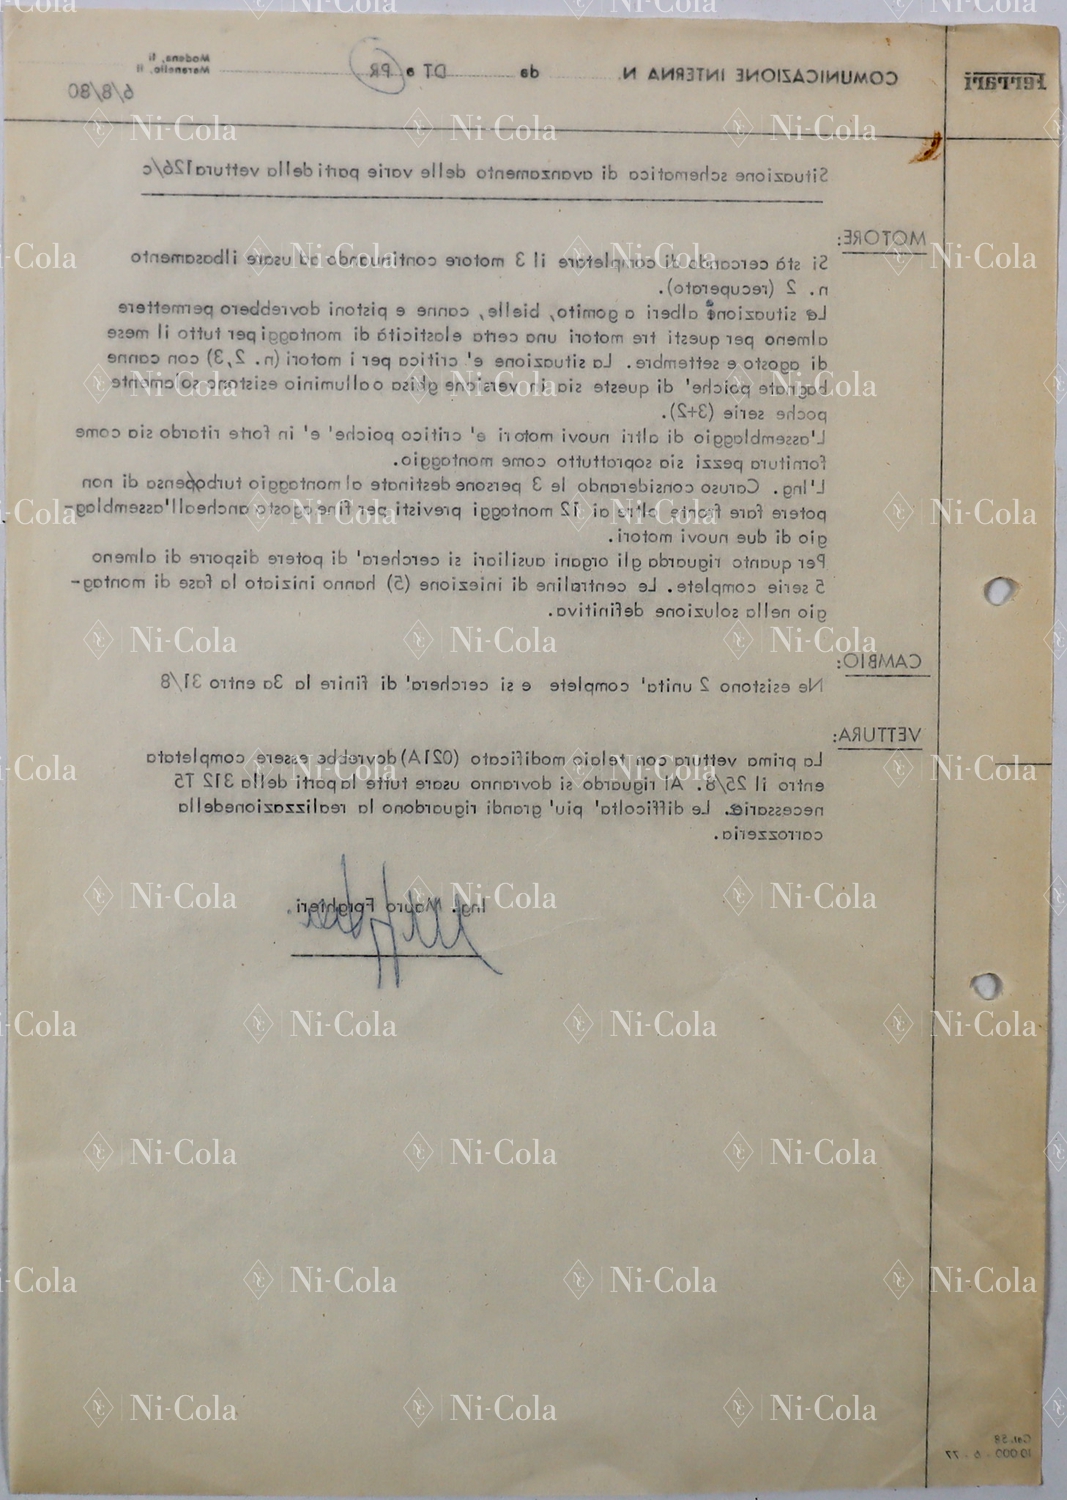 Ferrari
COMUNICAZIONE INTERNA N. da DT a PR
Modena, li
Maranello, li
6/8/80
Situazione schematica di avanzamento delle varie parti della vettura 126/c
MOTORE:
Si stà cercando di completare il 3 motore continuando ad usare il basamento
n. 2 (recuperato).
La situazione alberi a gomito, bielle, canne e pistoni dovrebbero permettere
almeno per questi tre motori una certa elasticità di montaggi per tutto il mese
di agosto e settembre. La situazione e' critica per i motori (n. 2,3) con canne
bagnate poiche' di queste sia in versione ghisa o alluminio esistono solamente
poche serie (3+2).
L'assemblaggio di altri nuovi motori e' critico poiche' e' in forte ritardo sia come
fornitura pezzi sia soprattutto come montaggio.
L'Ing. Caruso considerando le 3 persone destinate al montaggio turbo pensa di non
potere fare fronte oltre ai 12 montaggi previsti per fine agosto anche all'assemblag-
gio di due nuovi motori.
Per quanto riguarda gli organi ausiliari si cerchera' di potere disporre di almeno
5 serie complete. Le centraline di iniezione (5) hanno iniziato la fase di montag-
gio nella soluzione definitiva.
CAMBIO:
Ne esistono 2 unita' complete e si cerchera' di finire la 3a entro 31/8
VETTURA:
La prima vettura con telaio modificato (021A) dovrebbe essere completata
entro il 25/8. Al riguardo si dovranno usare tutte la parti della 312 T5
necessarie. Le difficolta' piu' grandi riguardono la realizzazione della
carrozzeria.
Ing. Mauro Forghieri.
Cat. 58
10.000 - 6 - 77
Ni-Cola